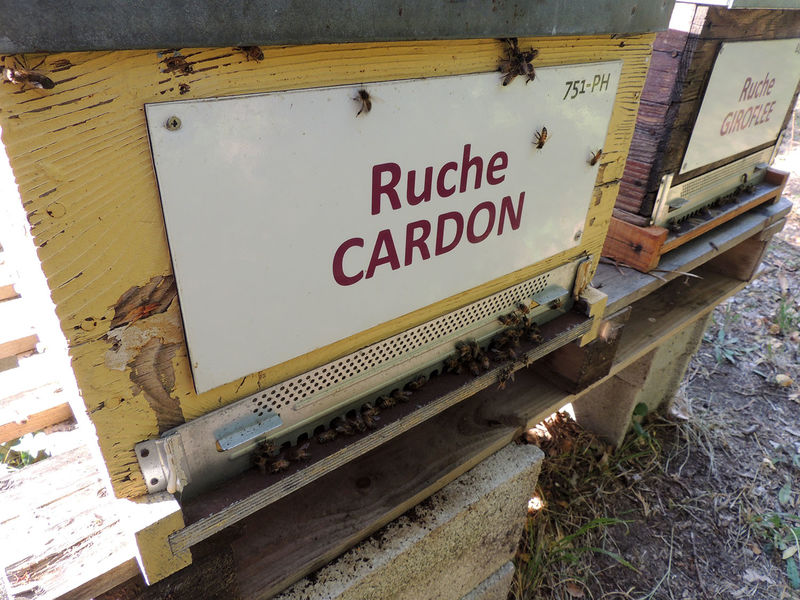 751-PH
Ruche
CARDON
Ruche
GIROFLEE